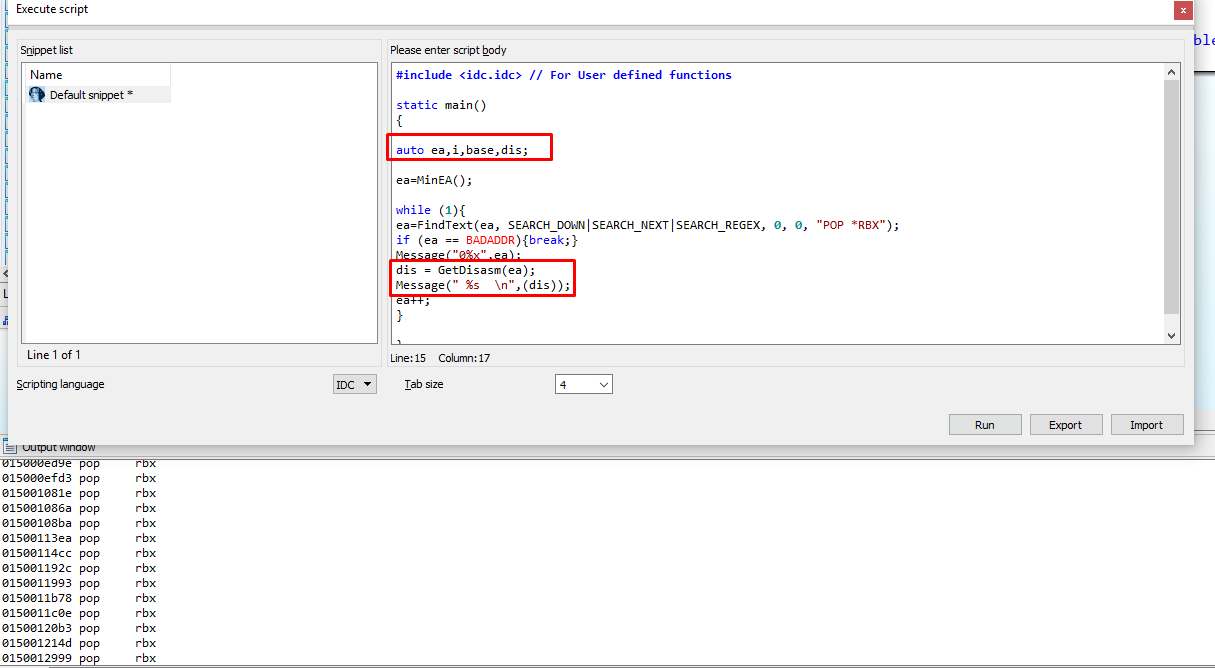 Execute script
x
ble
Snippet list
Please enter script body
Name
Default snippet *
#include <idc.idc> // For User defined functions
static main()
{
auto ea,i,base,dis;
ea=MinEA();
while (1){
ea=FindText(ea, SEARCH_DOWN|SEARCH_NEXT|SEARCH_REGEX, 0, 0, "POP *RBX");
if (ea == BADADDR){break;}
Message("0%x",ea);
dis = GetDisasm(ea);
Message(" %s  \n",(dis));
ea++;
}
Line 1 of 1
Line:15 Column:17
Scripting language
IDC
Tab size
4
Run
Export
Import
Output window
015000ed9e pop     rbx
015000efd3 pop     rbx
015001081e pop     rbx
015001086a pop     rbx
01500108ba pop     rbx
01500113ea pop     rbx
01500114cc pop     rbx
015001192c pop     rbx
0150011993 pop     rbx
0150011b78 pop     rbx
0150011c0e pop     rbx
01500120b3 pop     rbx
015001214d pop     rbx
0150012999 pop     rbx